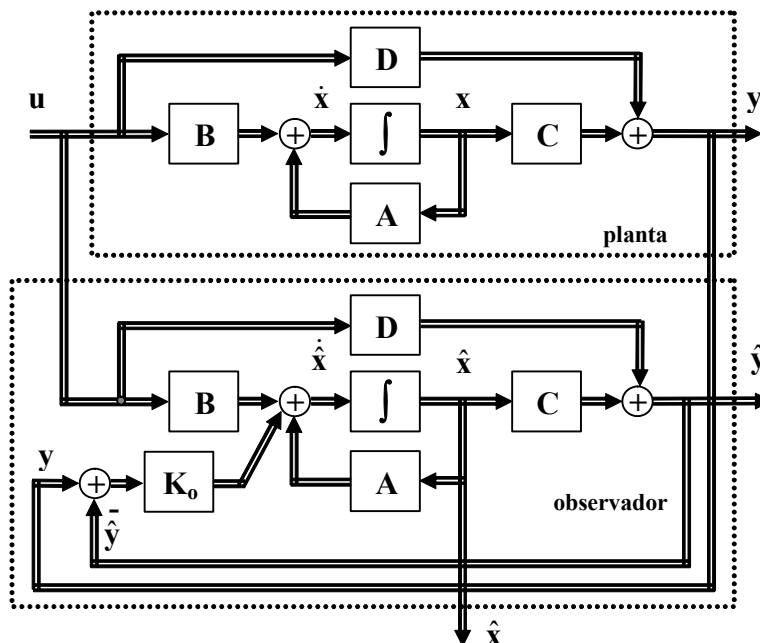 D
u
ẋ
x
y
B
+
∫
C
+
A
planta
D
x̂̇
x̂
ŷ
B
+
∫
C
+
y
+
Kₒ
A
observador
-
ŷ
x̂